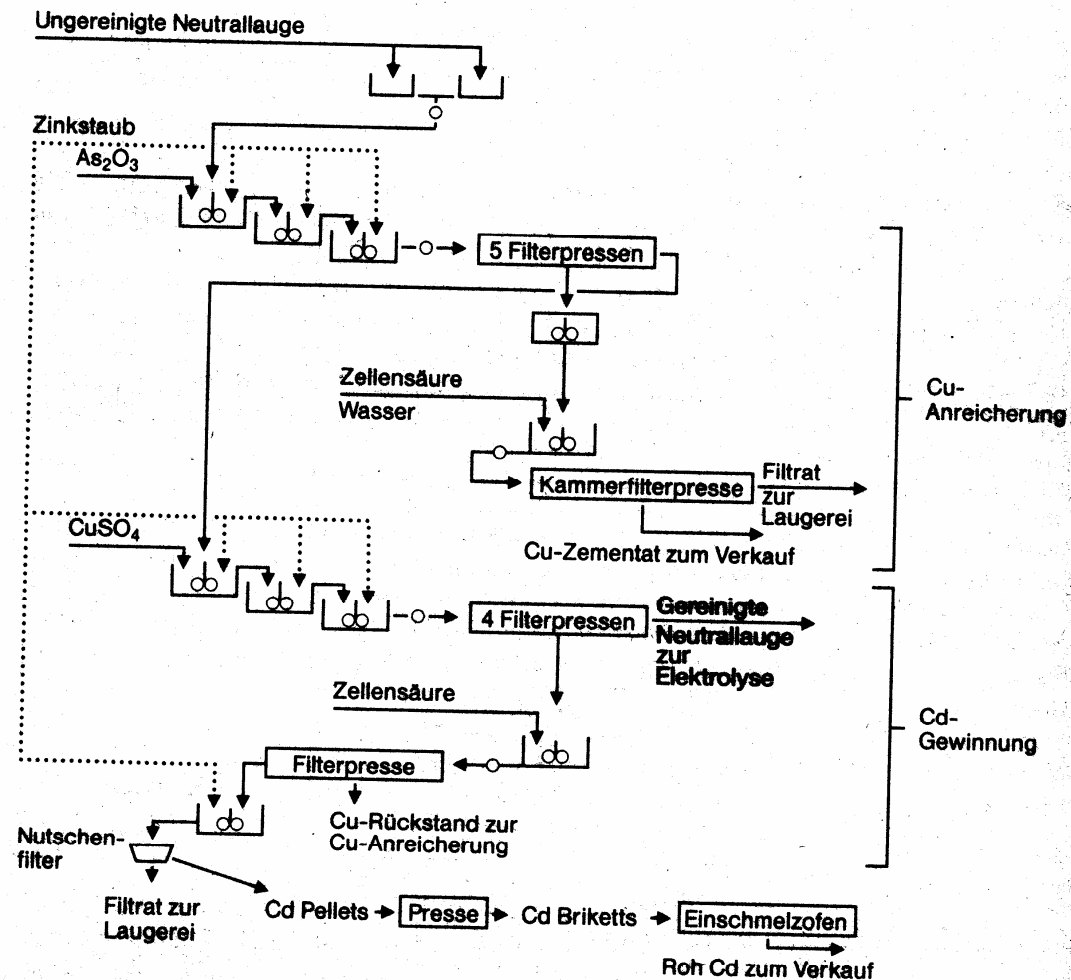 Ungereinigte Neutrallauge
Zinkstaub
As₂O₃
5 Filterpressen
Zellensäure
Wasser
Cu-
Anreicherung
Kammerfilterpresse
Filtrat
zur
Laugerei
Cu-Zementat zum Verkauf
CuSO₄
4 Filterpressen
Gereinigte
Neutrallauge
zur
Elektrolyse
Zellensäure
Cd-
Gewinnung
Filterpresse
Cu-Rückstand zur
Cu-Anreicherung
Nutschen-
filter
Filtrat zur
Laugerei
Cd Pellets
Presse
Cd Briketts
Einschmelzofen
Roh Cd zum Verkauf